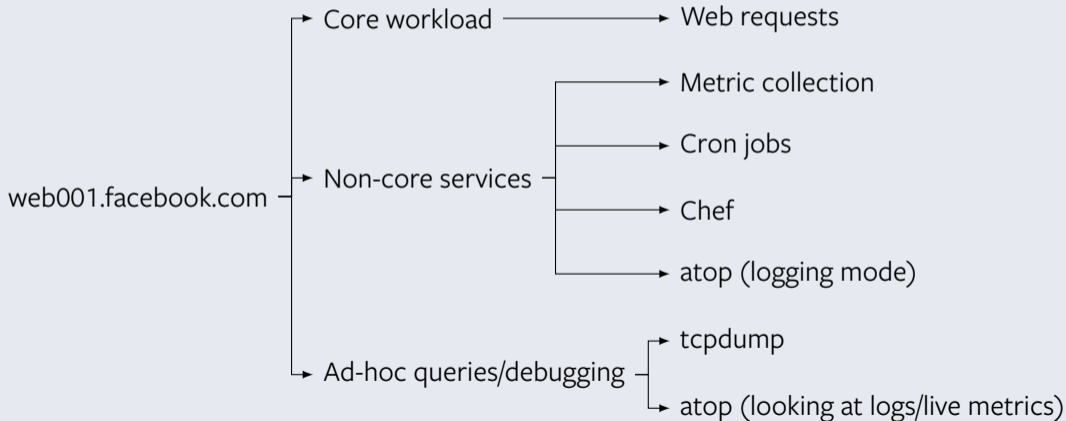 web001.facebook.com
Core workload
Web requests
Non-core services
Metric collection
Cron jobs
Chef
atop (logging mode)
Ad-hoc queries/debugging
tcpdump
atop (looking at logs/live metrics)